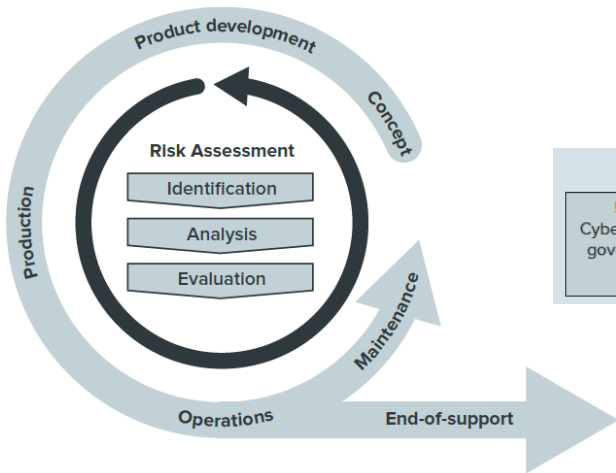 Product development
Concept
Risk Assessment
Identification
Analysis
Evaluation
Production
Maintenance
Operations
End-of-support